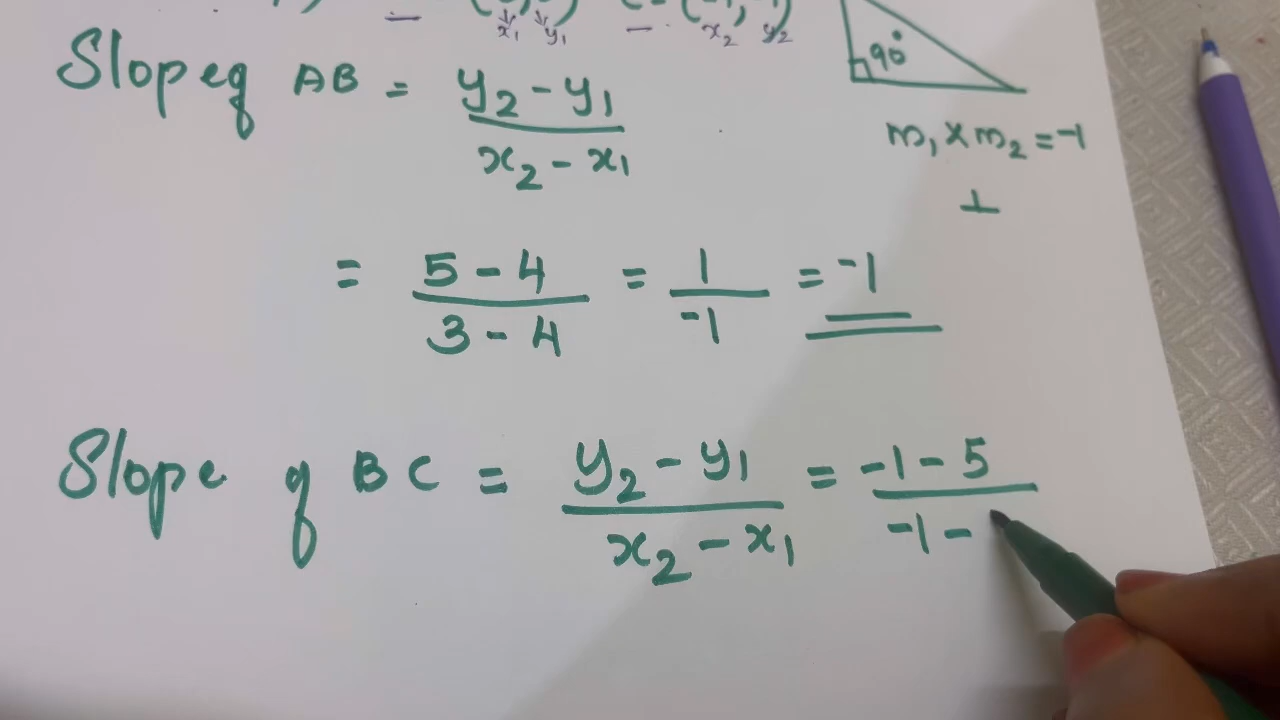 x₁ y₁ x₂ y₂
Slope of AB = y₂ - y₁ / x₂ - x₁
90°
m₁ × m₂ = -1
⊥
= 5 - 4 / 3 - 4 = 1 / -1 = -1
Slope of BC = y₂ - y₁ / x₂ - x₁ = -1 - 5 / -1 -